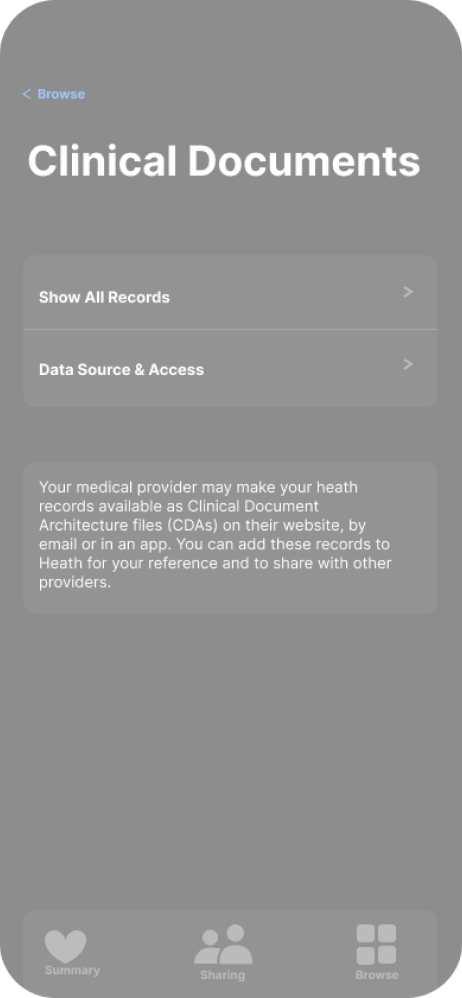 Browse
Clinical Documents
Show All Records
Data Source & Access
Your medical provider may make your heath
records available as Clinical Document
Architecture files (CDAs) on their website, by
email or in an app. You can add these records to
Heath for your reference and to share with other
providers.
Summary
Sharing
Browse